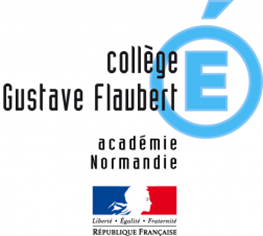 collège
Gustave Flaubert É
académie
Normandie
Liberté • Égalité • Fraternité
RÉPUBLIQUE FRANÇAISE